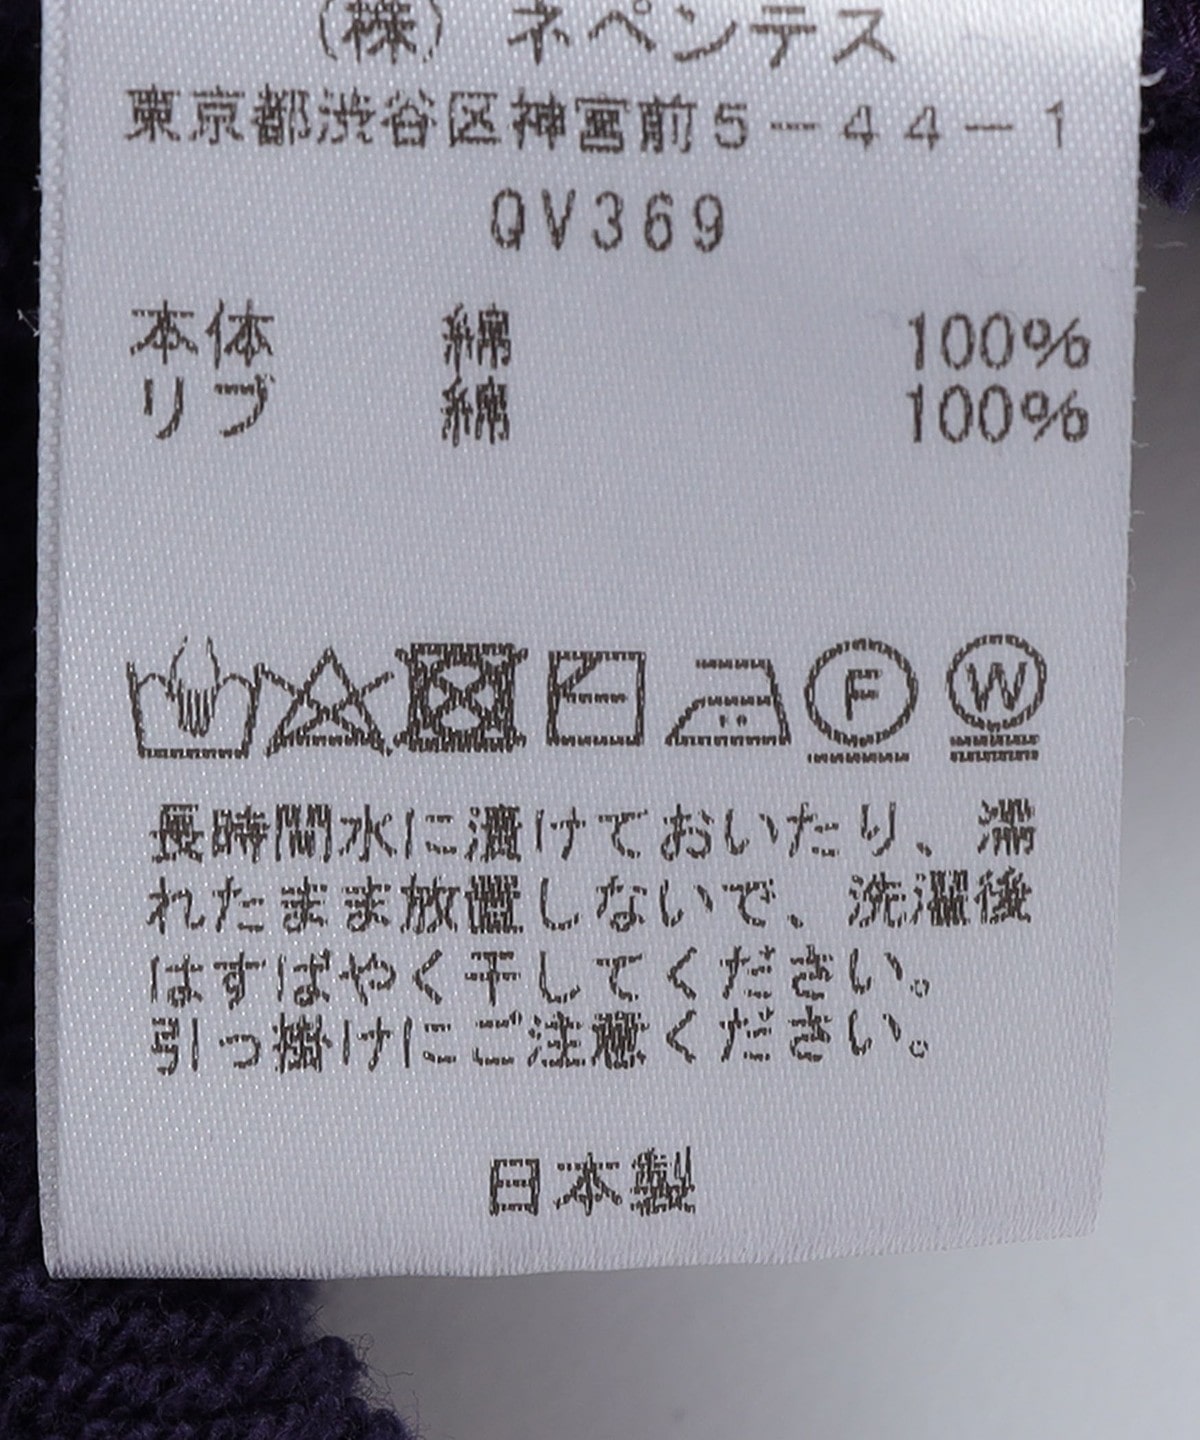 (株) ネペンテス
東京都渋谷区神宮前5-44-1
QV369
本体 綿 100%
リブ 綿 100%
F W
長時間水に漬けておいたり、濡
れたまま放置しないで、洗濯後
はすばやく干してください。
引っ掛けにご注意ください。
日本製